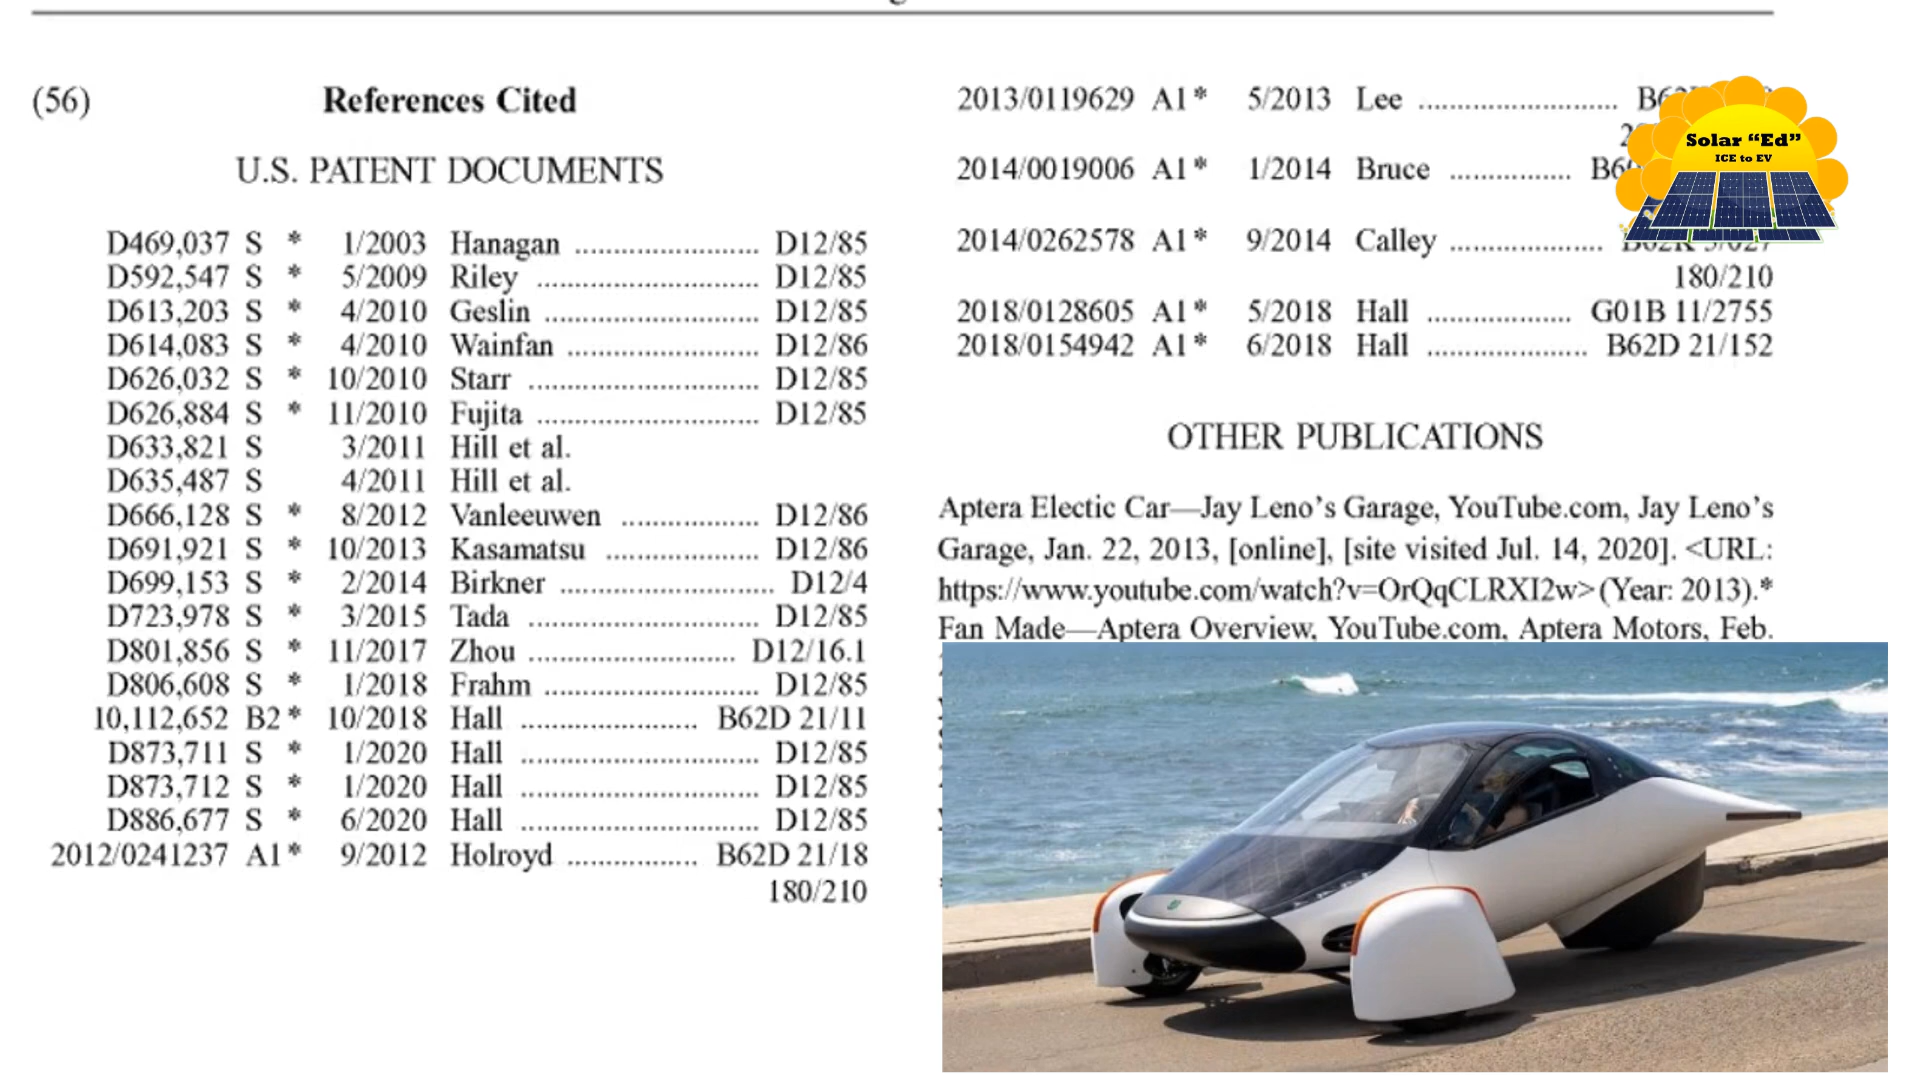 (56) References Cited
U.S. PATENT DOCUMENTS
D469,037 S * 1/2003 Hanagan ........................ D12/85
D592,547 S * 5/2009 Riley ............................. D12/85
D613,203 S * 4/2010 Geslin ............................ D12/85
D614,083 S * 4/2010 Wainfan ......................... D12/86
D626,032 S * 10/2010 Starr .............................. D12/85
D626,884 S * 11/2010 Fujita ............................. D12/85
D633,821 S 3/2011 Hill et al.
D635,487 S 4/2011 Hill et al.
D666,128 S * 8/2012 Vanleeuwen .................. D12/86
D691,921 S * 10/2013 Kasamatsu .................... D12/86
D699,153 S * 2/2014 Birkner ............................ D12/4
D723,978 S * 3/2015 Tada ................................ D12/85
D801,856 S * 11/2017 Zhou ........................... D12/16.1
D806,608 S * 1/2018 Frahm ............................ D12/85
10,112,652 B2 * 10/2018 Hall ....................... B62D 21/11
D873,711 S * 1/2020 Hall ............................... D12/85
D873,712 S * 1/2020 Hall ............................... D12/85
D886,677 S * 6/2020 Hall ............................... D12/85
2012/0241237 A1* 9/2012 Holroyd ................. B62D 21/18
180/210
2013/0119629 A1* 5/2013 Lee ..........................
2014/0019006 A1* 1/2014 Bruce ................
2014/0262578 A1* 9/2014 Calley ....................
180/210
2018/0128605 A1* 5/2018 Hall ................... G01B 11/2755
2018/0154942 A1* 6/2018 Hall ..................... B62D 21/152
Solar “Ed”
ICE to EV
OTHER PUBLICATIONS
Aptera Electic Car—Jay Leno’s Garage, YouTube.com, Jay Leno’s
Garage, Jan. 22, 2013, [online], [site visited Jul. 14, 2020]. <URL:
https://www.youtube.com/watch?v=OrQqCLRXI2w> (Year: 2013).*
Fan Made—Aptera Overview, YouTube.com, Aptera Motors, Feb.